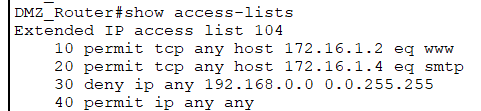 DMZ_Router#show access-lists
Extended IP access list 104
10 permit tcp any host 172.16.1.2 eq www
20 permit tcp any host 172.16.1.4 eq smtp
30 deny ip any 192.168.0.0 0.0.255.255
40 permit ip any any